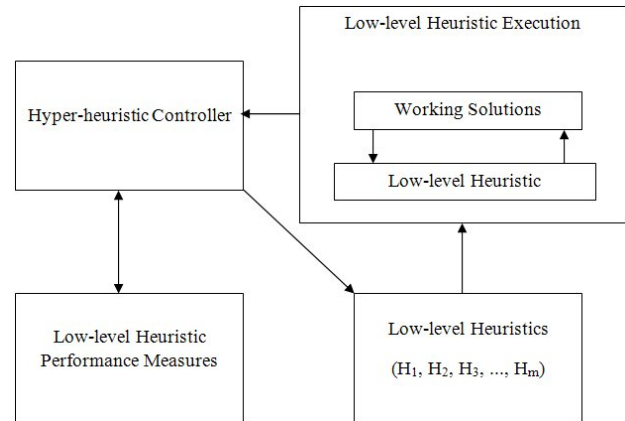 Low-level Heuristic Execution
Hyper-heuristic Controller
Working Solutions
Low-level Heuristic
Low-level Heuristic
Performance Measures
Low-level Heuristics
(H₁, H₂, H₃, ..., Hₘ)